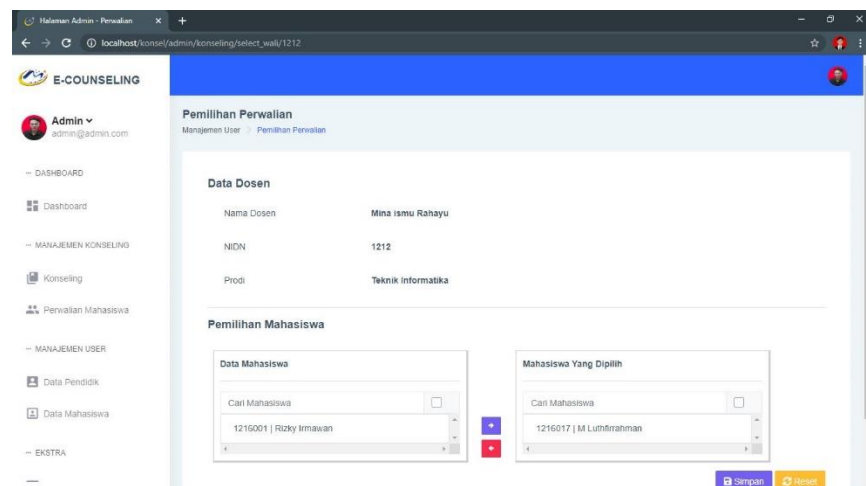 Halaman Admin - Perwalian
localhost/konsel/admin/konseling/select_wali/1212
E-COUNSELING
Admin
admin@admin.com
Pemilihan Perwalian
Manajemen User
Pemilihan Perwalian
-- DASHBOARD
Dashboard
-- MANAJEMEN KONSELING
Konseling
Perwalian Mahasiswa
-- MANAJEMEN USER
Data Pendidik
Data Mahasiswa
-- EKSTRA
Data Dosen
Nama Dosen Mina ismu Rahayu
NIDN 1212
Prodi Teknik Informatika
Pemilihan Mahasiswa
Data Mahasiswa
Cari Mahasiswa
1216001 | Rizky Irmawan
Mahasiswa Yang Dipilih
Cari Mahasiswa
1216017 | M Luthfirrahman
Simpan
Reset